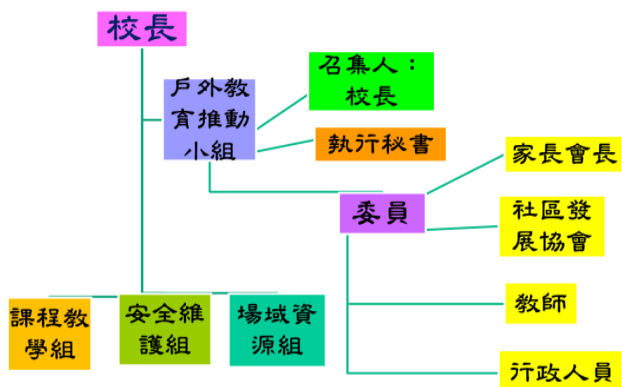 校長
戶外教
育推動
小組
召集人：
校長
執行秘書
委員
家長會長
社區發
展協會
教師
行政人員
課程教
學組
安全維
護組
場域資
源組